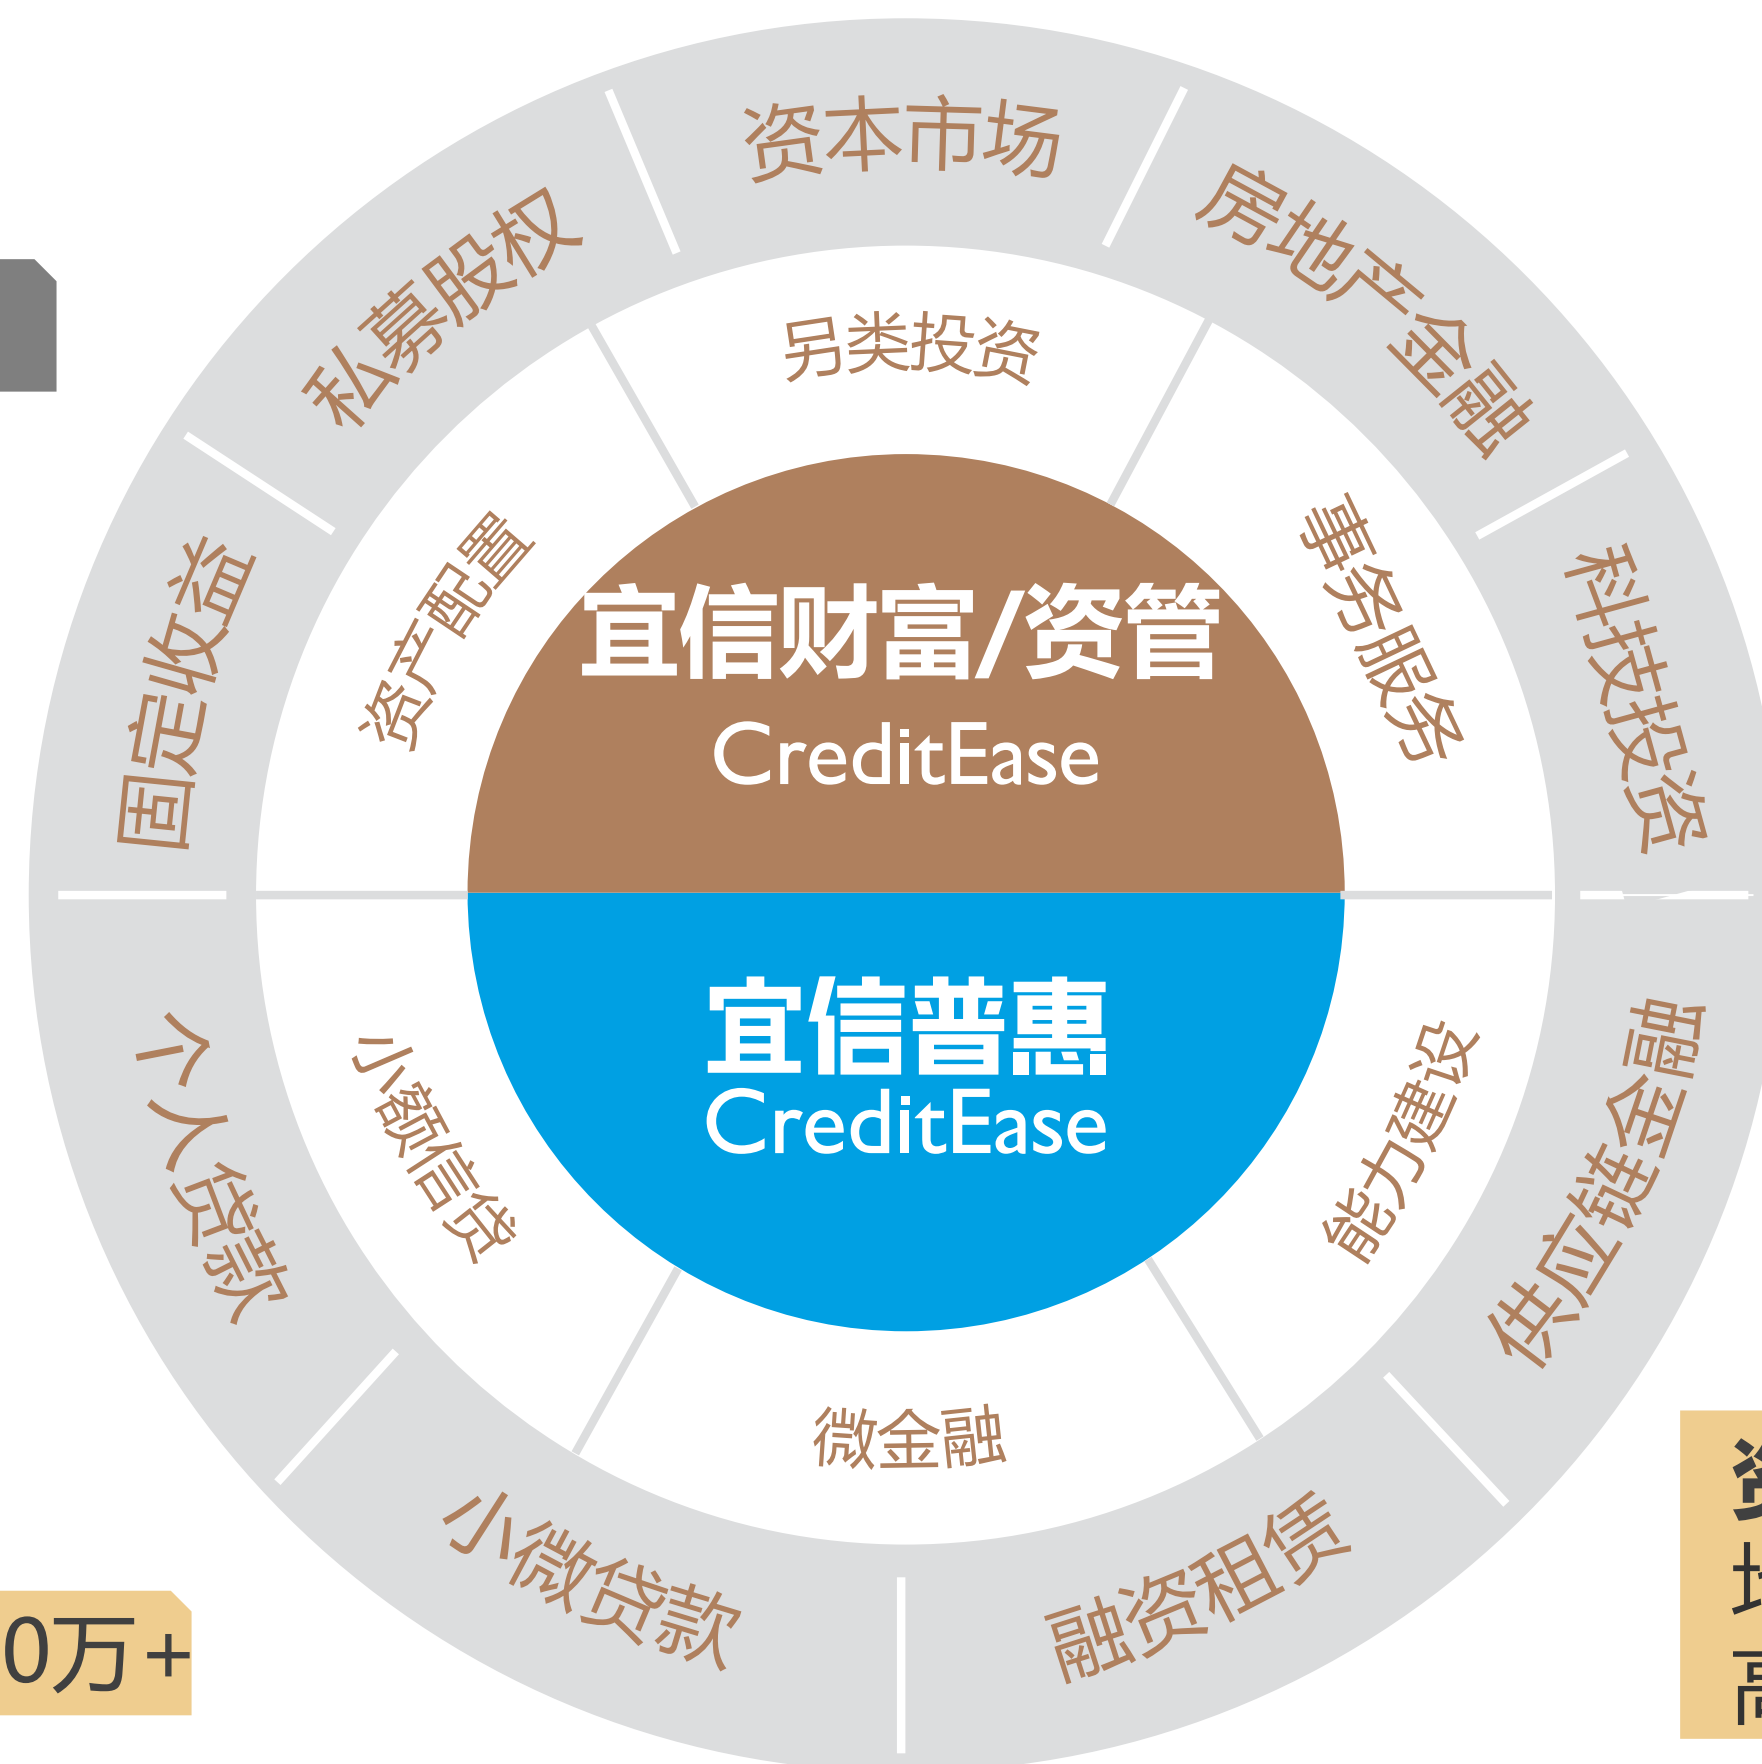 资本市场
房地产金融
科技投资
私募股权
固定收益
另类投资
资产配置
事务服务
宜信财富/资管
CreditEase
宜信普惠
CreditEase
小额信贷
能力建设
微金融
个人贷款
供应链金融
小微贷款
融资租赁
0万+